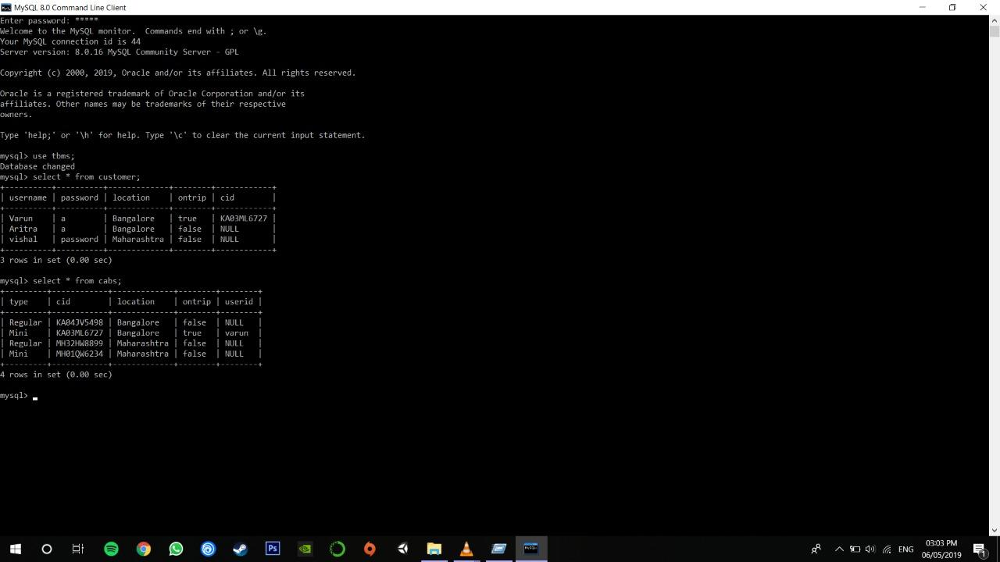 MySQL 8.0 Command Line Client
Enter password: *****
Welcome to the MySQL monitor.  Commands end with ; or \g.
Your MySQL connection id is 44
Server version: 8.0.16 MySQL Community Server - GPL
Copyright (c) 2000, 2019, Oracle and/or its affiliates. All rights reserved.
Oracle is a registered trademark of Oracle Corporation and/or its
affiliates. Other names may be trademarks of their respective
owners.
Type 'help;' or '\h' for help. Type '\c' to clear the current input statement.
mysql> use tbms;
Database changed
mysql> select * from customer;
+----------+----------+-------------+--------+------------+
| username | password | location    | ontrip | cid        |
+----------+----------+-------------+--------+------------+
| Varun    | a        | Bangalore   | true   | KA03ML6727 |
| Aritra   | a        | Bangalore   | false  | NULL       |
| vishal   | password | Maharashtra | false  | NULL       |
+----------+----------+-------------+--------+------------+
3 rows in set (0.00 sec)
mysql> select * from cabs;
+---------+------------+-------------+--------+--------+
| type    | cid        | location    | ontrip | userid |
+---------+------------+-------------+--------+--------+
| Regular | KA04JV5498 | Bangalore   | false  | NULL   |
| Mini    | KA03ML6727 | Bangalore   | true   | varun  |
| Regular | MH32HW8899 | Maharashtra | false  | NULL   |
| Mini    | MH01QW6234 | Maharashtra | false  | NULL   |
+---------+------------+-------------+--------+--------+
4 rows in set (0.00 sec)
mysql>
Ps
MySQL
ENG
03:03 PM
06/05/2019
1